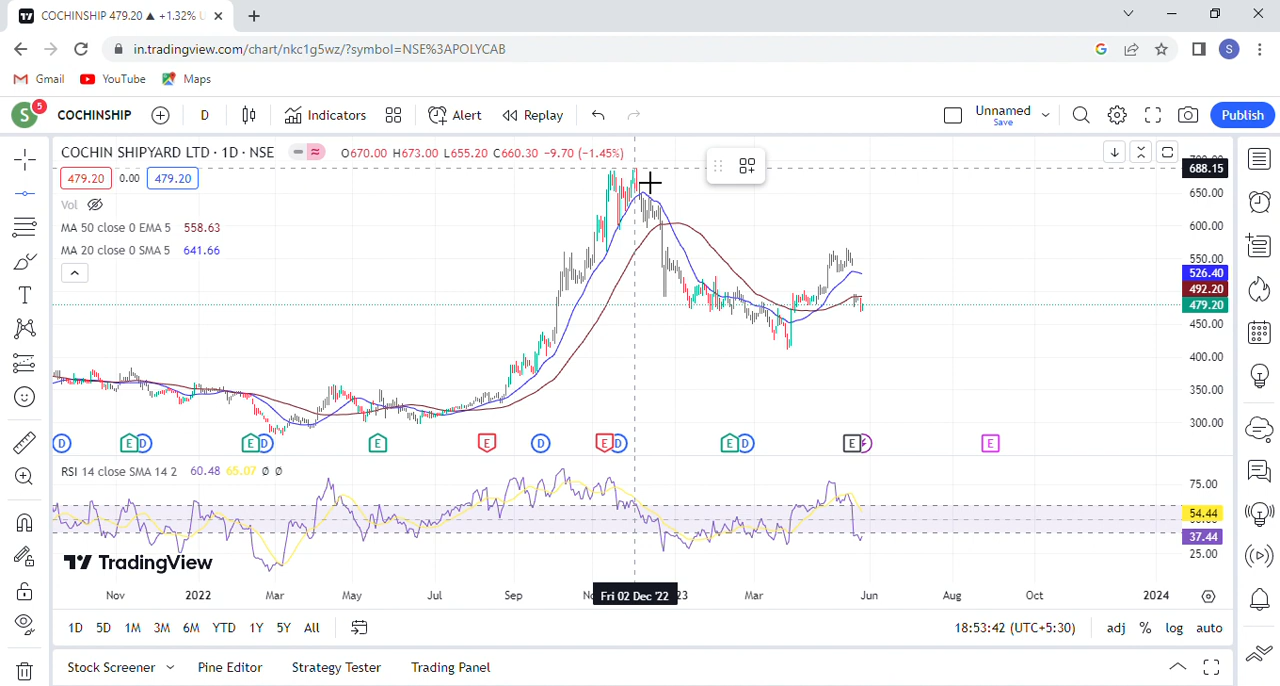 COCHINSHIP 479.20 ▲ +1.32% U
in.tradingview.com/chart/nkc1g5wz/?symbol=NSE%3APOLYCAB
S
Gmail YouTube Maps
S 5 COCHINSHIP D Indicators Alert Replay Unnamed Save Publish
COCHIN SHIPYARD LTD · 1D · NSE O670.00 H673.00 L655.20 C660.30 −9.70 (−1.45%)
479.20 0.00 479.20
Vol
MA 50 close 0 EMA 5 558.63
MA 20 close 0 SMA 5 641.66
688.15
650.00
600.00
550.00
526.40
492.20
479.20
450.00
400.00
350.00
300.00
D E D E D E E D E D E D E E
RSI 14 close SMA 14 2 60.48 65.07 Ø Ø
75.00
54.44
37.44
25.00
TradingView
Nov 2022 Mar May Jul Sep Fri 02 Dec '22 Mar Jun Aug Oct 2024
1D 5D 1M 3M 6M YTD 1Y 5Y All 18:53:42 (UTC+5:30) adj % log auto
Stock Screener Pine Editor Strategy Tester Trading Panel